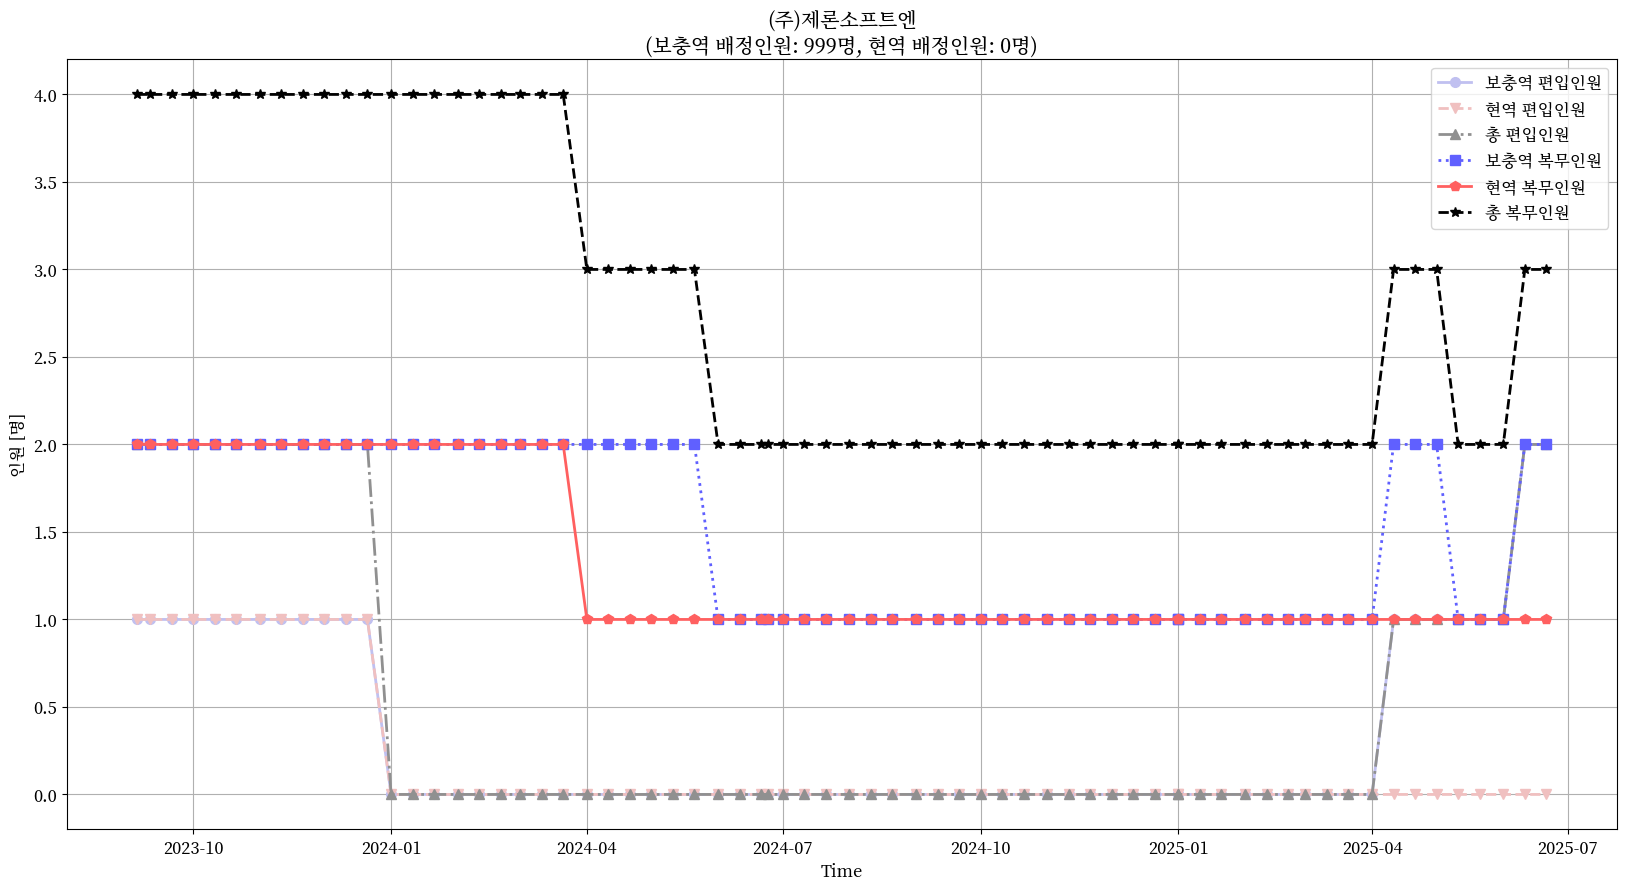 (주)제론소프트엔
(보충역 배정인원: 999명, 현역 배정인원: 0명)
보충역 편입인원
현역 편입인원
총 편입인원
보충역 복무인원
현역 복무인원
총 복무인원
인원 [명]
4.0
3.5
3.0
2.5
2.0
1.5
1.0
0.5
0.0
2023-10
2024-01
2024-04
2024-07
2024-10
2025-01
2025-04
2025-07
Time